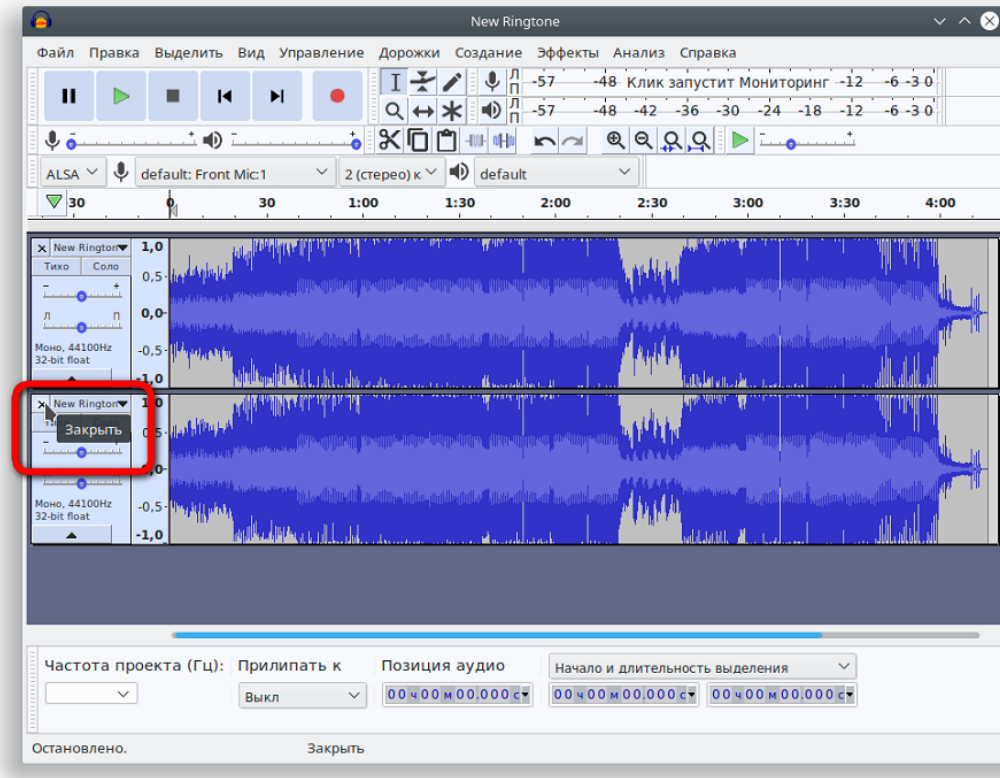 New Ringtone
Файл Правка Выделить Вид Управление Дорожки Создание Эффекты Анализ Справка
Л П -57 -48 Клик запустит Мониторинг -12 -6 -3 0
Л П -57 -48 -42 -36 -30 -24 -18 -12 -6 -3 0
- + - + - +
ALSA default: Front Mic:1 2 (стерео) к default
30 0 30 1:00 1:30 2:00 2:30 3:00 3:30 4:00
× New Rington 1,0
Тихо Соло 0,5
- +
Л П 0,0
Моно, 44100Hz -0,5
32-bit float
-1,0
× New Rington 1,0
Закрыть 0,5
- +
0,0
Моно, 44100Hz -0,5
32-bit float
-1,0
Частота проекта (Гц): Прилипать к Позиция аудио Начало и длительность выделения
Выкл 00 ч 00 м 00.000 с 00 ч 00 м 00.000 с 00 ч 00 м 00.000 с
Остановлено. Закрыть